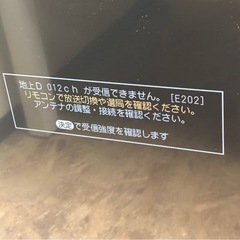 地上D 012ch が受信できません。 [E202]
リモコンで放送切換や選局を確認ください。
アンテナの調整・接続を確認ください。
決定で受信強度を確認します